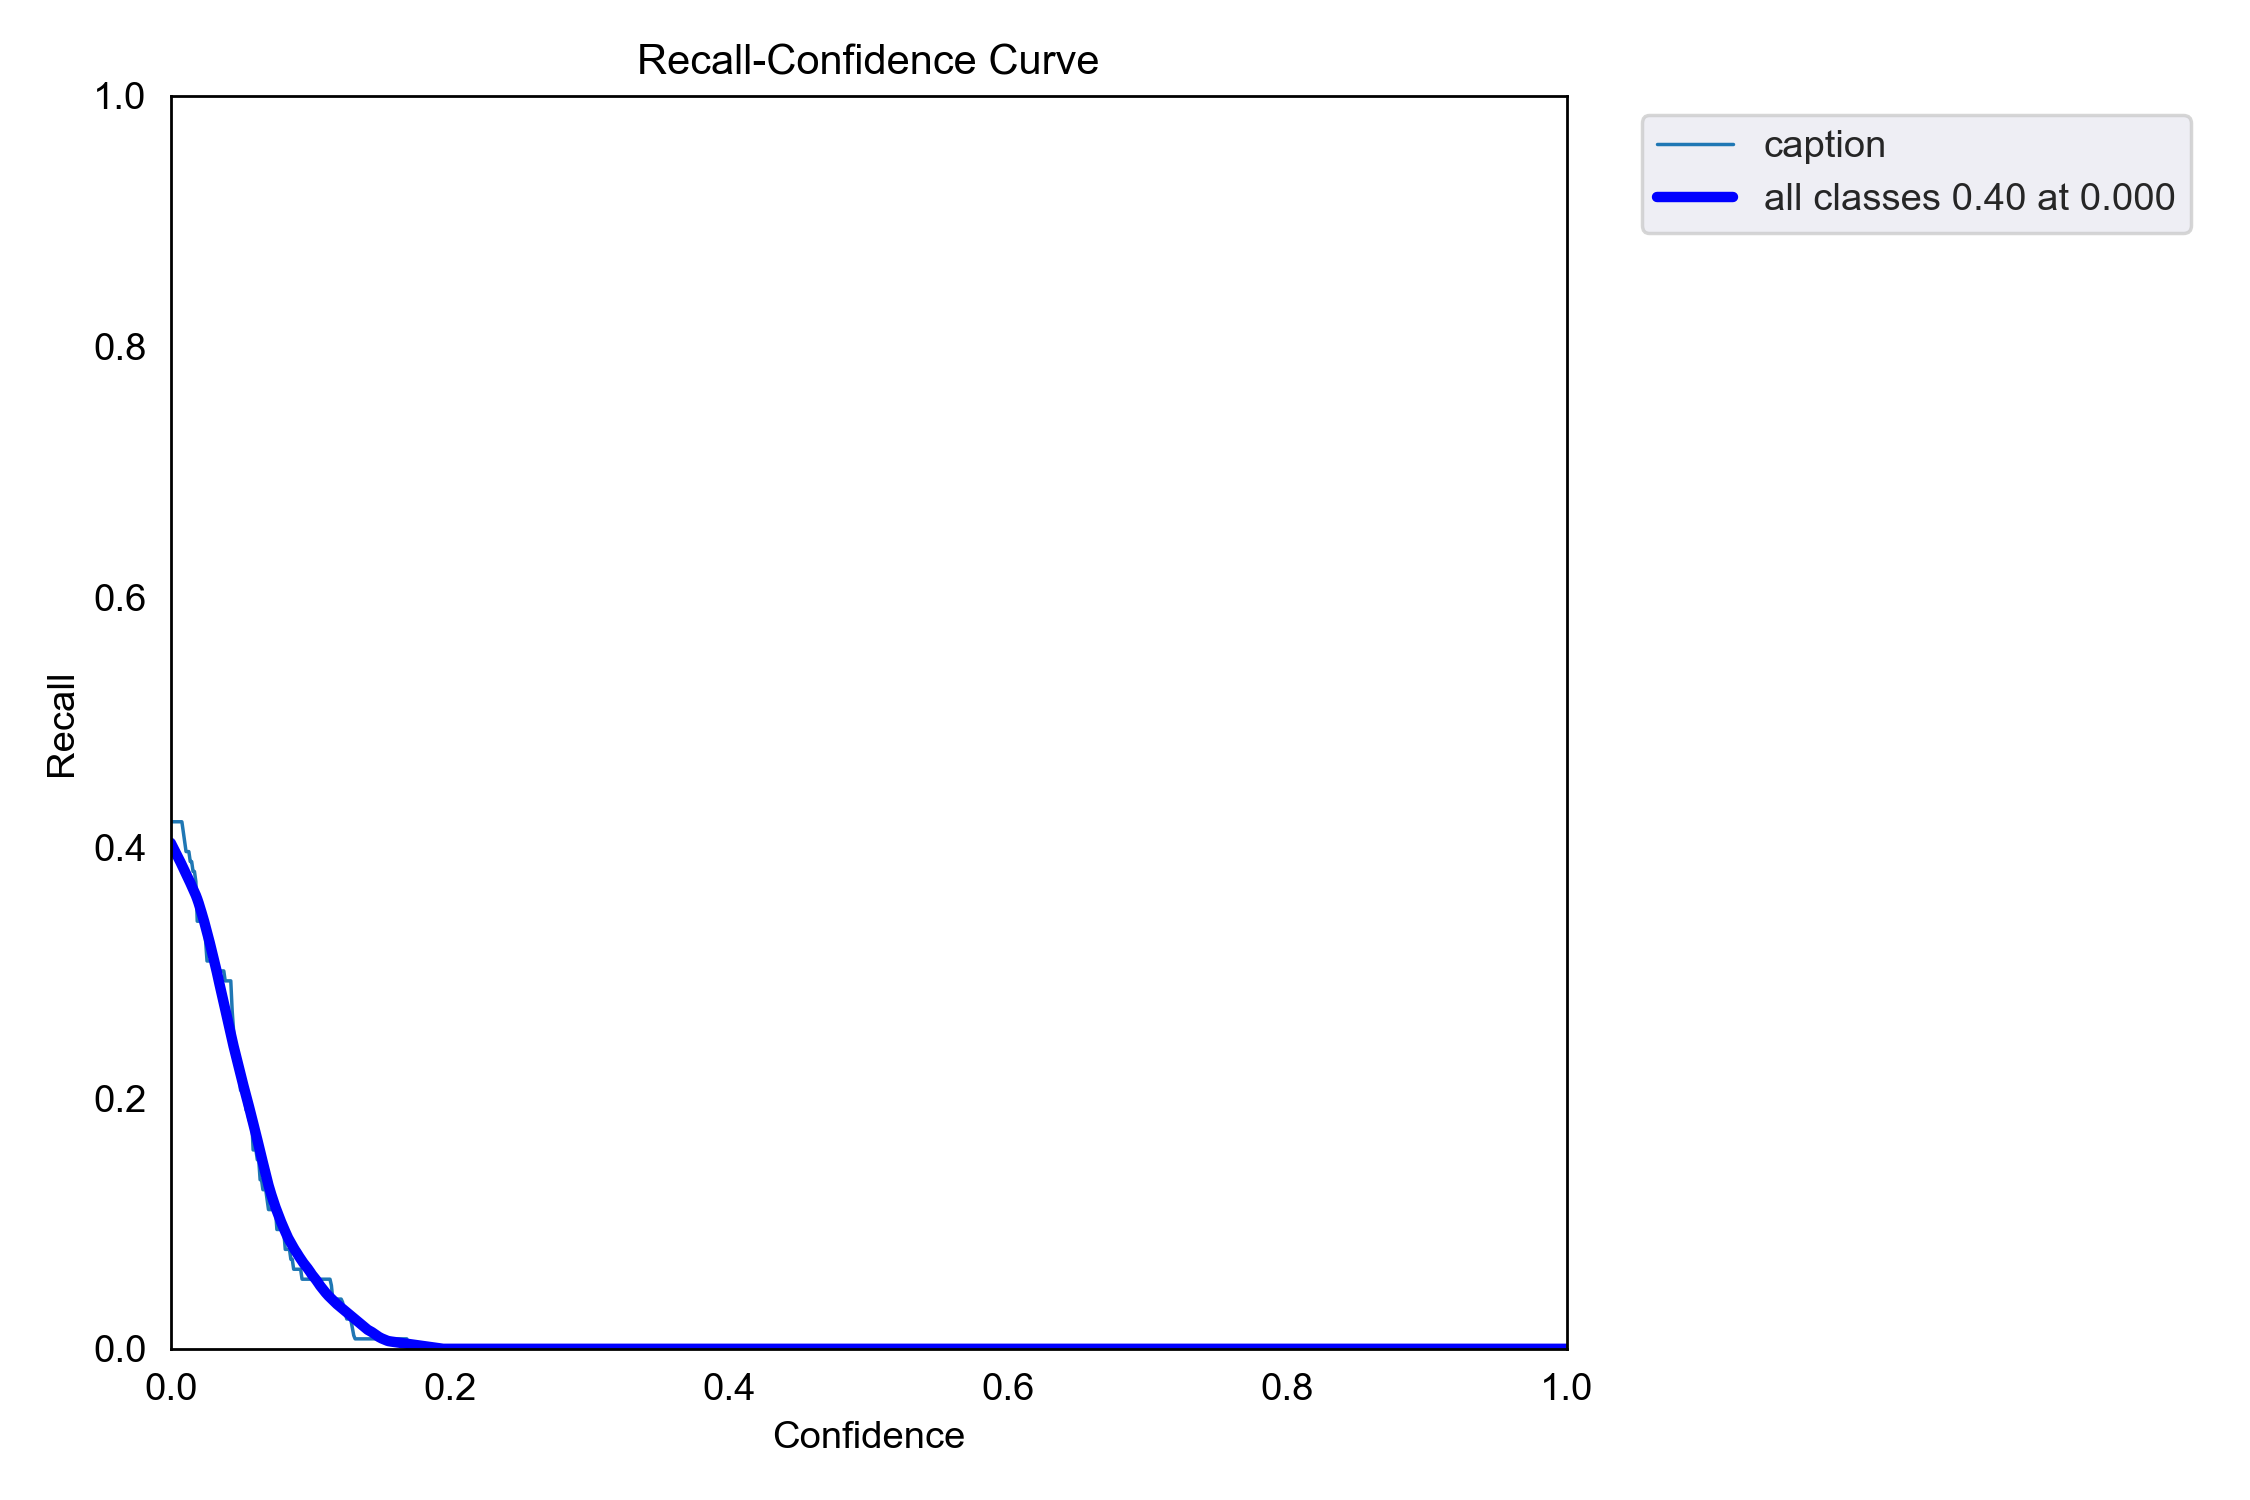 Recall-Confidence Curve
1.0
0.8
0.6
0.4
0.2
0.0
Recall
0.0 0.2 0.4 0.6 0.8 1.0
Confidence
caption
all classes 0.40 at 0.000